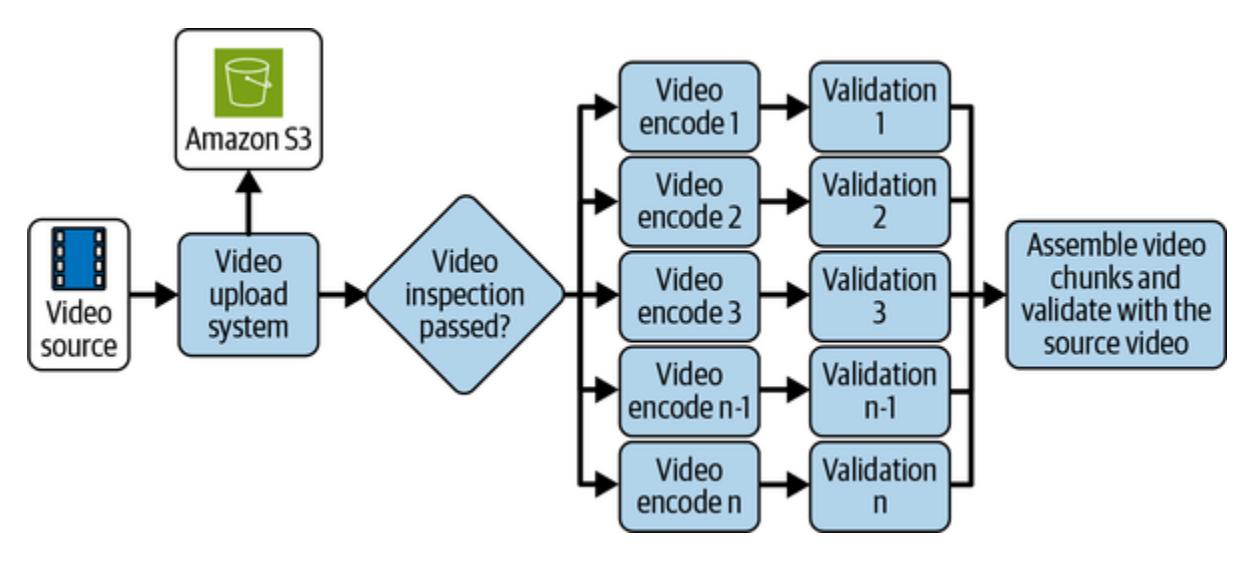 Amazon S3
Video
source
Video
upload
system
Video
inspection
passed?
Video
encode 1
Validation
1
Video
encode 2
Validation
2
Video
encode 3
Validation
3
Video
encode n-1
Validation
n-1
Video
encode n
Validation
n
Assemble video
chunks and
validate with the
source video